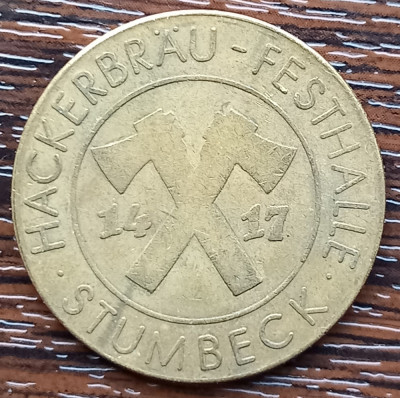 HACKERBRÄU - FESTHALLE
14 17
· STUMBECK ·